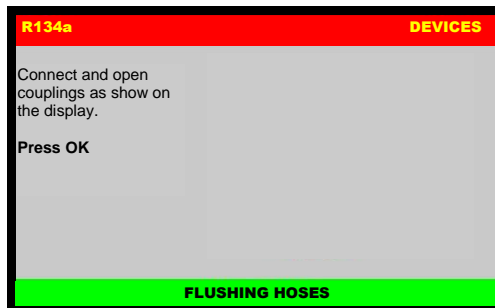 R134a DEVICES
Connect and open
couplings as show on
the display.
Press OK
FLUSHING HOSES